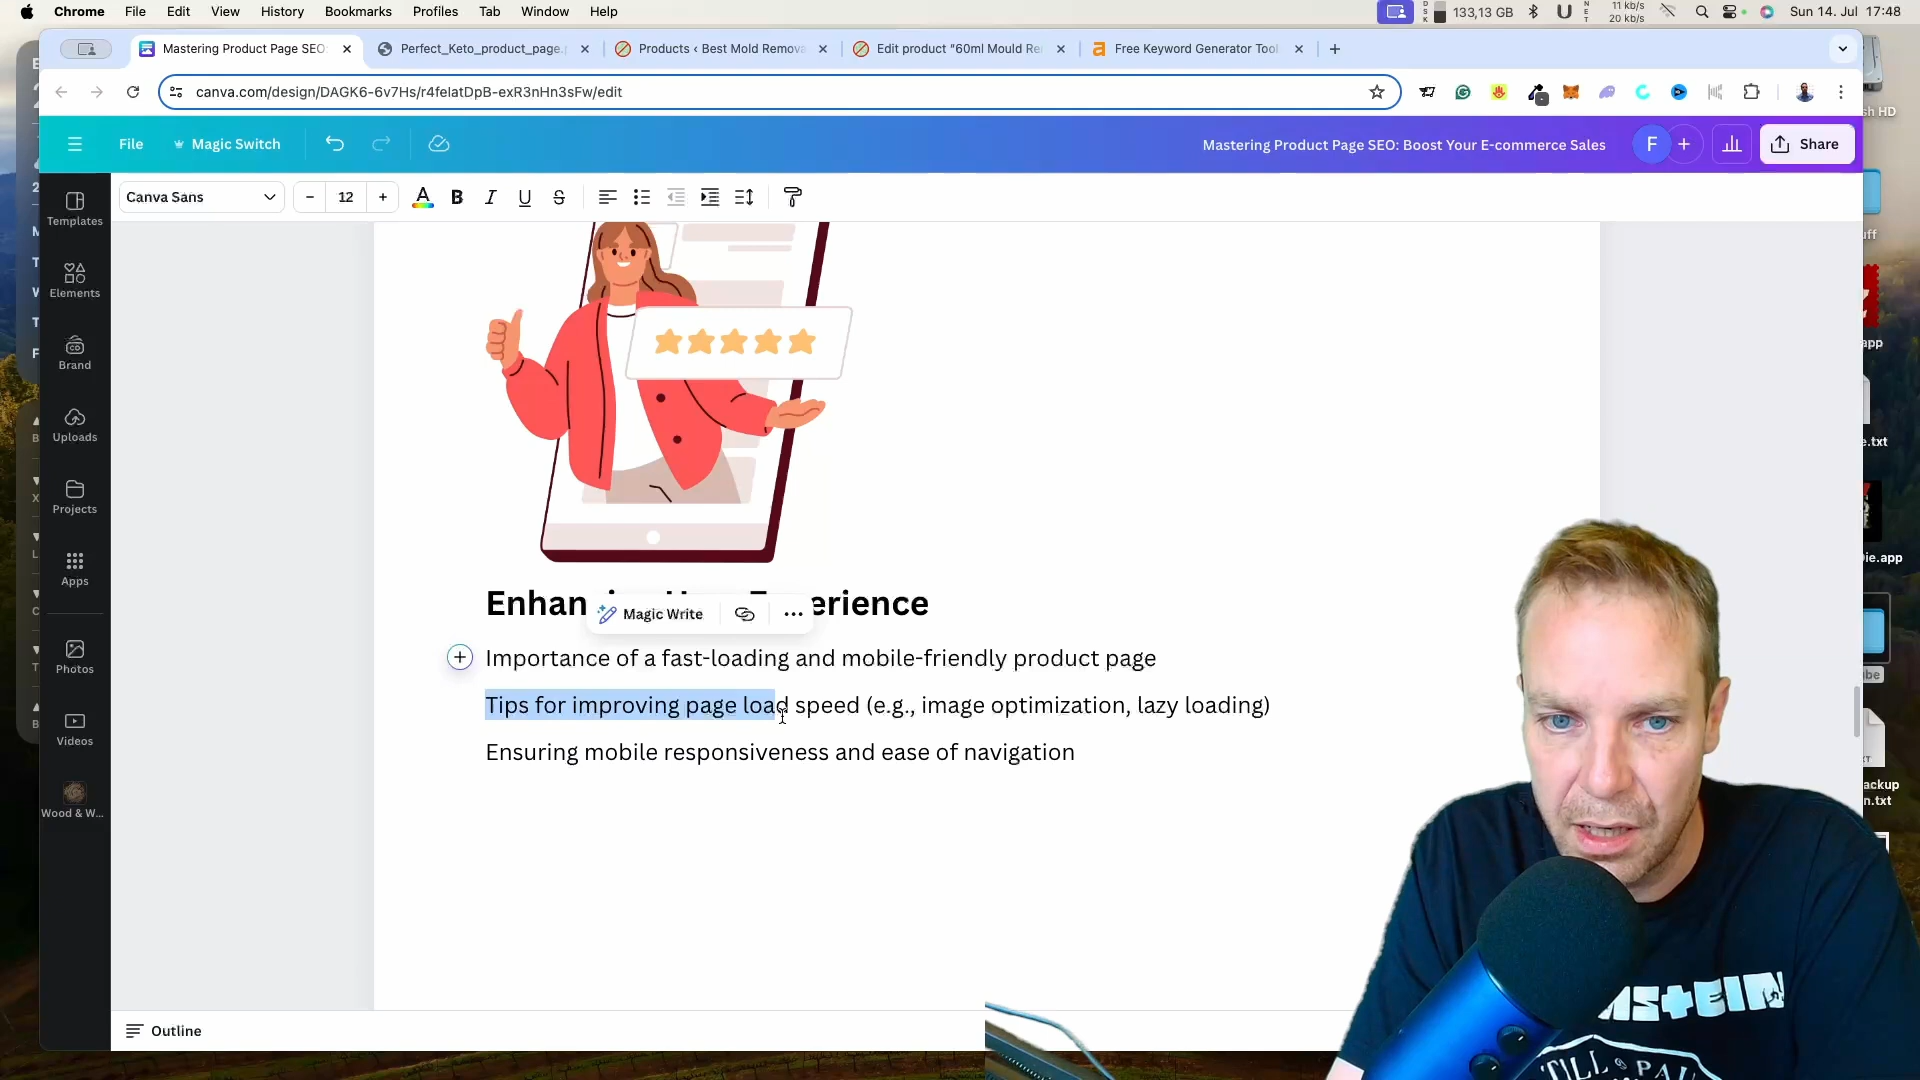 Chrome File Edit View History Bookmarks Profiles Tab Window Help
133,13 GB
11 kb/s
20 kb/s
Sun 14. Jul 17:48
Mastering Product Page SEO:
Perfect_Keto_product_page.
Products ‹ Best Mold Remova
Edit product "60ml Mould Re
Free Keyword Generator Tool
canva.com/design/DAGK6-6v7Hs/r4felatDpB-exR3nHn3sFw/edit
File
Magic Switch
Mastering Product Page SEO: Boost Your E-commerce Sales
F
Share
Canva Sans
12
Templates
Elements
Brand
Uploads
Projects
Apps
Photos
Videos
Wood & W...
Magic Write
Importance of a fast-loading and mobile-friendly product page
Tips for improving page load speed (e.g., image optimization, lazy loading)
Ensuring mobile responsiveness and ease of navigation
Outline